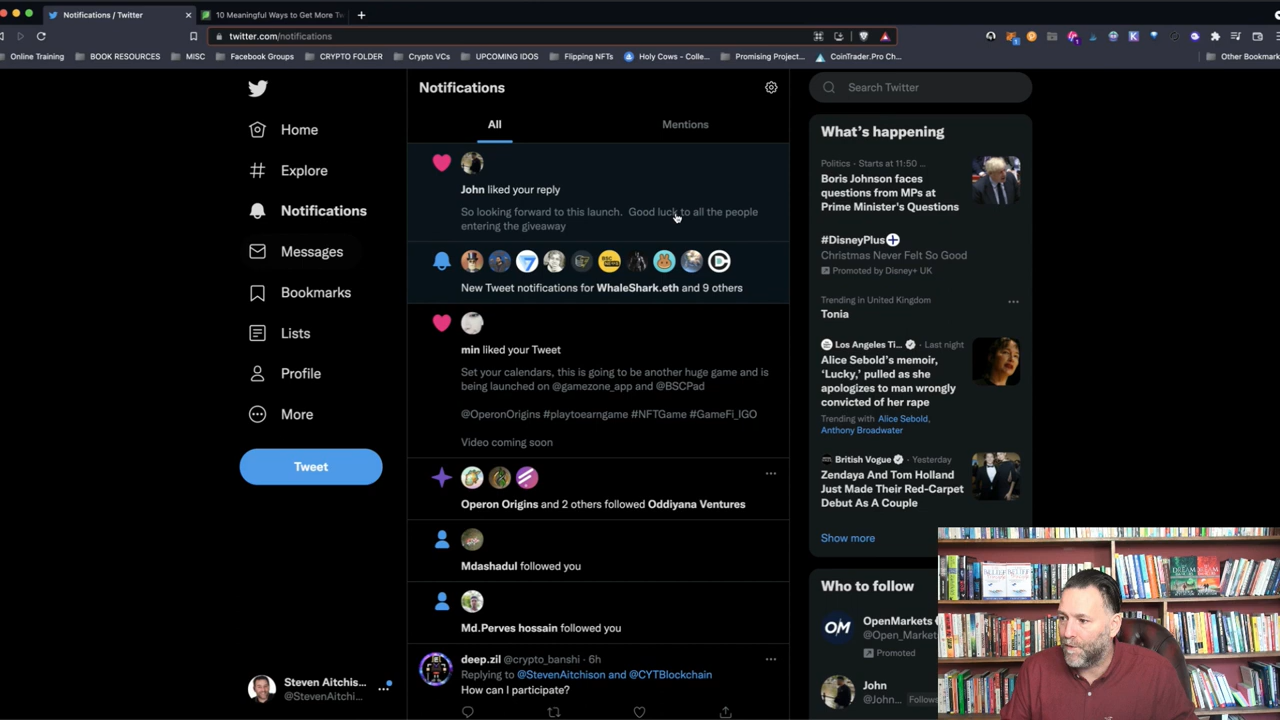 Notifications / Twitter
10 Meaningful Ways to Get More Tw
twitter.com/notifications
Online Training
BOOK RESOURCES
MISC
Facebook Groups
CRYPTO FOLDER
Crypto VCs
UPCOMING IDOS
Flipping NFTs
Holy Cows - Colle...
Promising Project...
CoinTrader.Pro Ch...
Other Bookmark
Home
Explore
Notifications
Messages
Bookmarks
Lists
Profile
More
Tweet
Steven Aitchis...
@StevenAitchi...
Notifications
All
Mentions
John liked your reply
So looking forward to this launch. Good luck to all the people
entering the giveaway
New Tweet notifications for WhaleShark.eth and 9 others
min liked your Tweet
Set your calendars, this is going to be another huge game and is
being launched on @gamezone_app and @BSCPad
@OperonOrigins #playtoearngame #NFTGame #GameFi_IGO
Video coming soon
Operon Origins and 2 others followed Oddiyana Ventures
Mdashadul followed you
Md.Perves hossain followed you
deep.zil @crypto_banshi · 6h
Replying to @StevenAitchison and @CYTBlockchain
How can I participate?
Search Twitter
What's happening
Politics · Starts at 11:50 ...
Boris Johnson faces
questions from MPs at
Prime Minister's Questions
#DisneyPlus
Christmas Never Felt So Good
Promoted by Disney+ UK
Trending in United Kingdom
Tonia
Los Angeles Ti... · Last night
Alice Sebold's memoir,
'Lucky,' pulled as she
apologizes to man wrongly
convicted of her rape
Trending with Alice Sebold,
Anthony Broadwater
British Vogue · Yesterday
Zendaya And Tom Holland
Just Made Their Red-Carpet
Debut As A Couple
Show more
Who to follow
OM
OpenMarkets
@Open_Market
Promoted
John
@John...
Follows